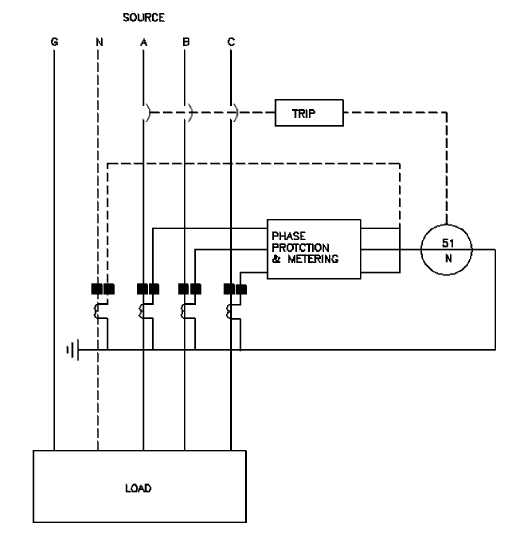 SOURCE
G N A B C
TRIP
PHASE
PROTCTION
& METERING
51
N
LOAD